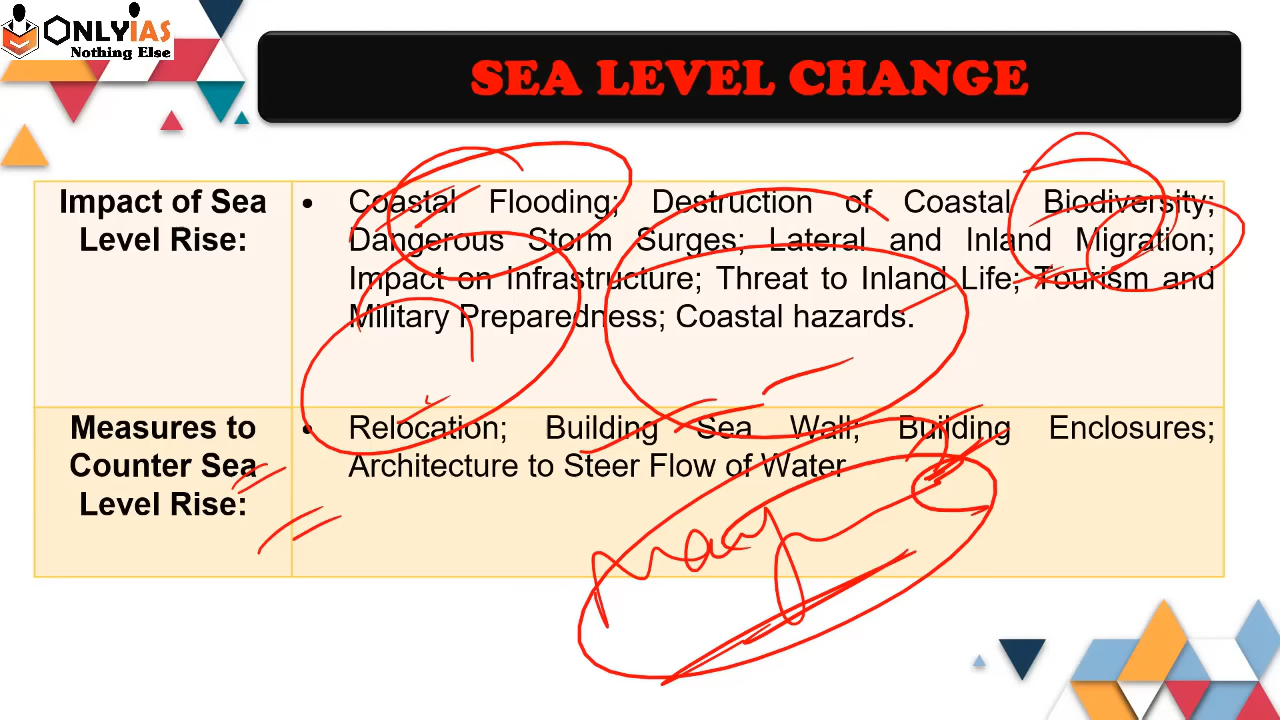 ONLYIAS
Nothing Else
SEA LEVEL CHANGE
Impact of Sea
Level Rise:
• Coastal Flooding; Destruction of Coastal Biodiversity;
Dangerous Storm Surges; Lateral and Inland Migration;
Impact on Infrastructure; Threat to Inland Life; Tourism and
Military Preparedness; Coastal hazards.
Measures to
Counter Sea
Level Rise:
• Relocation; Building Sea Wall; Building Enclosures;
Architecture to Steer Flow of Water